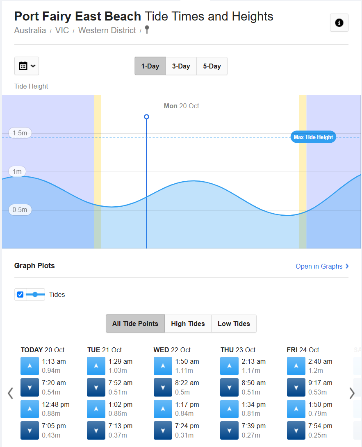 Port Fairy East Beach Tide Times and Heights
Australia / VIC / Western District /
1-Day 3-Day 5-Day
Tide Height
Mon 20 Oct
1.5m
Max Tide Height
1m
0.5m
Graph Plots
Open in Graphs
Tides
All Tide Points High Tides Low Tides
TODAY 20 Oct TUE 21 Oct WED 22 Oct THU 23 Oct FRI 24 Oct
1:13 am 1:29 am 1:50 am 2:13 am 2:40 am
0.94m 1.03m 1.11m 1.17m 1.2m
7:20 am 7:52 am 8:22 am 8:50 am 9:17 am
0.54m 0.51m 0.5m 0.51m 0.53m
12:48 pm 1:02 pm 1:17 pm 1:34 pm 1:50 pm
0.88m 0.86m 0.84m 0.81m 0.79m
7:05 pm 7:13 pm 7:24 pm 7:39 pm 7:54 pm
0.43m 0.37m 0.31m 0.27m 0.25m